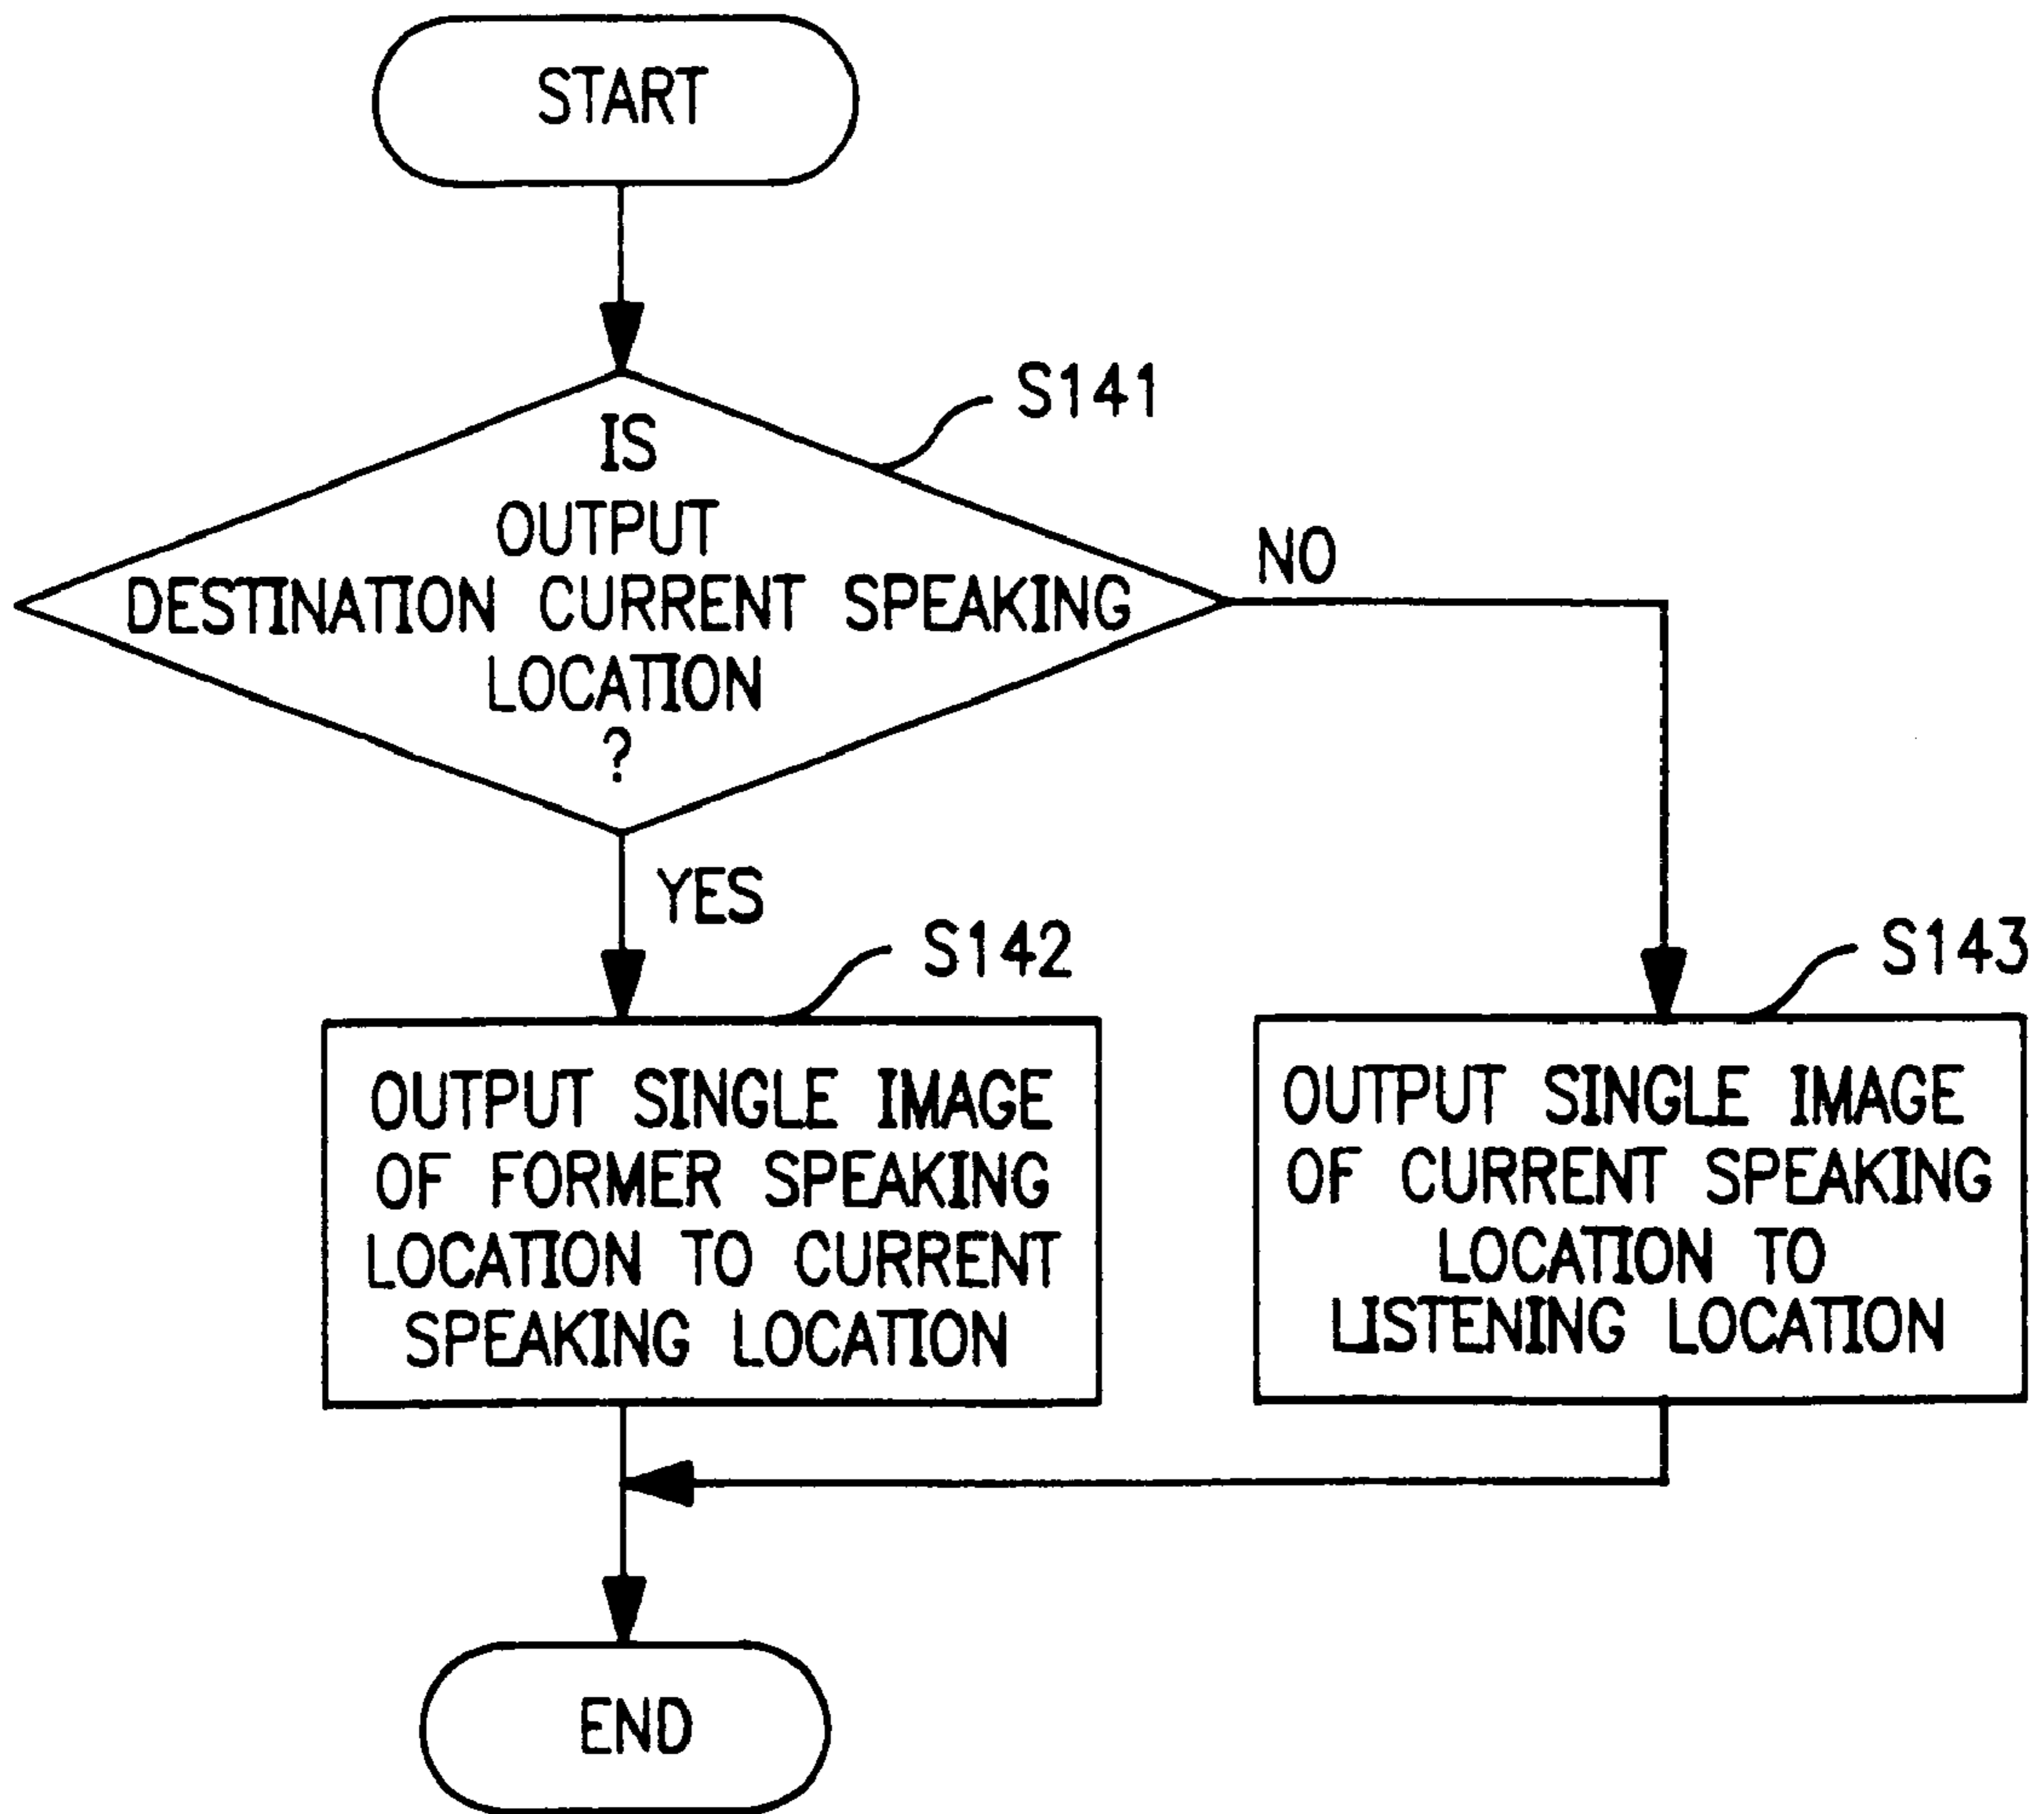 START
S141
IS
OUTPUT
DESTINATION CURRENT SPEAKING
LOCATION
?
NO
YES
S142
OUTPUT SINGLE IMAGE
OF FORMER SPEAKING
LOCATION TO CURRENT
SPEAKING LOCATION
S143
OUTPUT SINGLE IMAGE
OF CURRENT SPEAKING
LOCATION TO
LISTENING LOCATION
END